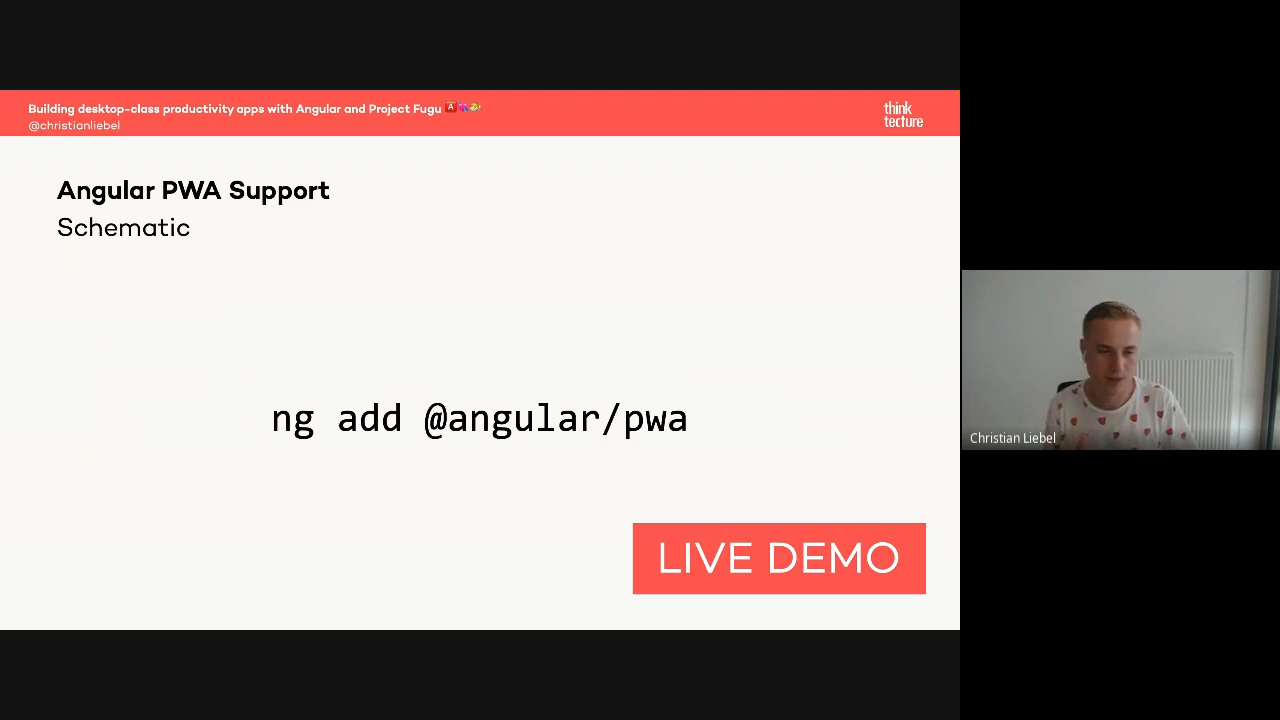 Building desktop-class productivity apps with Angular and Project Fugu
@christianliebel
think
tecture
Angular PWA Support
Schematic
ng add @angular/pwa
LIVE DEMO
Christian Liebel